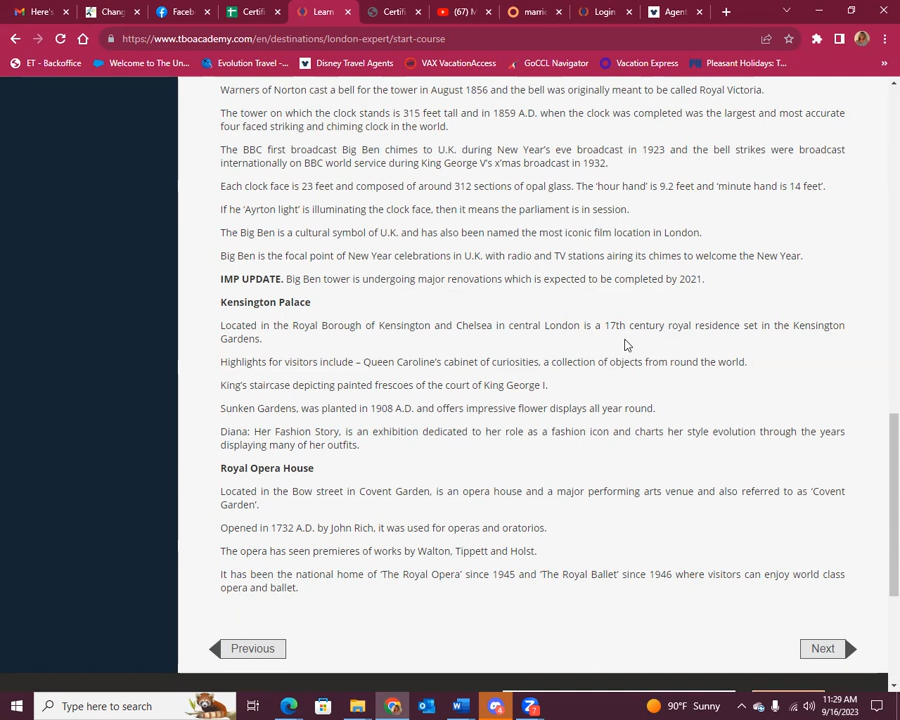 Here's
Chang
Faceb
Certifi
Learn
Certifi
(67) M
marri
Login
Agent
https://www.tboacademy.com/en/destinations/london-expert/start-course
ET - Backoffice
Welcome to The Un...
Evolution Travel -...
Disney Travel Agents
VAX VacationAccess
GoCCL Navigator
Vacation Express
Pleasant Holidays: T...
Warners of Norton cast a bell for the tower in August 1856 and the bell was originally meant to be called Royal Victoria.
The tower on which the clock stands is 315 feet tall and in 1859 A.D. when the clock was completed was the largest and most accurate
four faced striking and chiming clock in the world.
The BBC first broadcast Big Ben chimes to U.K. during New Year's eve broadcast in 1923 and the bell strikes were broadcast
internationally on BBC world service during King George V's x'mas broadcast in 1932.
Each clock face is 23 feet and composed of around 312 sections of opal glass. The 'hour hand' is 9.2 feet and 'minute hand is 14 feet'.
If he 'Ayrton light' is illuminating the clock face, then it means the parliament is in session.
The Big Ben is a cultural symbol of U.K. and has also been named the most iconic film location in London.
Big Ben is the focal point of New Year celebrations in U.K. with radio and TV stations airing its chimes to welcome the New Year.
IMP UPDATE. Big Ben tower is undergoing major renovations which is expected to be completed by 2021.
Kensington Palace
Located in the Royal Borough of Kensington and Chelsea in central London is a 17th century royal residence set in the Kensington
Gardens.
Highlights for visitors include – Queen Caroline's cabinet of curiosities, a collection of objects from round the world.
King's staircase depicting painted frescoes of the court of King George I.
Sunken Gardens, was planted in 1908 A.D. and offers impressive flower displays all year round.
Diana: Her Fashion Story, is an exhibition dedicated to her role as a fashion icon and charts her style evolution through the years
displaying many of her outfits.
Royal Opera House
Located in the Bow street in Covent Garden, is an opera house and a major performing arts venue and also referred to as 'Covent
Garden'.
Opened in 1732 A.D. by John Rich, it was used for operas and oratorios.
The opera has seen premieres of works by Walton, Tippett and Holst.
It has been the national home of 'The Royal Opera' since 1945 and 'The Royal Ballet' since 1946 where visitors can enjoy world class
opera and ballet.
Previous
Next
Type here to search
90°F Sunny
11:29 AM
9/16/2023